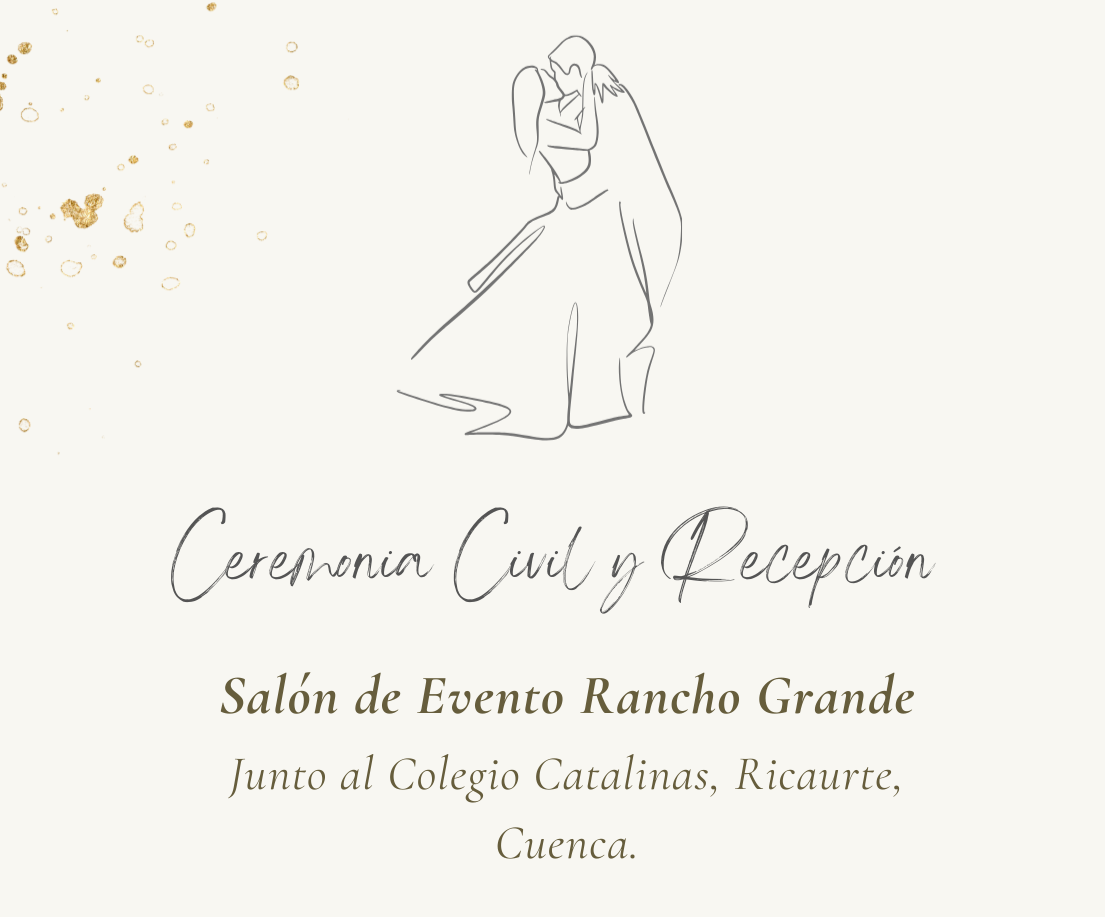 Ceremonia Civil y Recepción
Salón de Evento Rancho Grande
Junto al Colegio Catalinas, Ricaurte,
Cuenca.